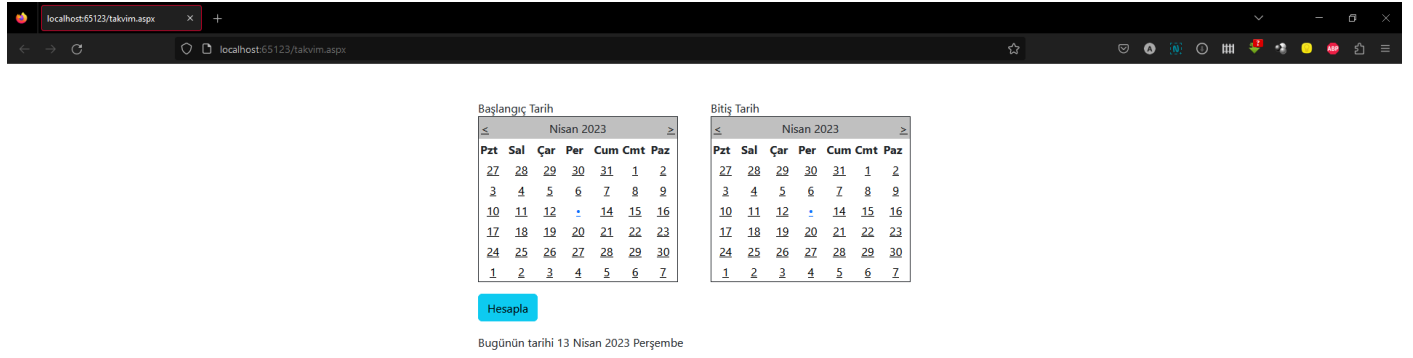 localhost:65123/takvim.aspx
localhost:65123/takvim.aspx
Başlangıç Tarih
< Nisan 2023 >
Pzt Sal Çar Per Cum Cmt Paz
27 28 29 30 31 1 2
3 4 5 6 7 8 9
10 11 12 • 14 15 16
17 18 19 20 21 22 23
24 25 26 27 28 29 30
1 2 3 4 5 6 7
Bitiş Tarih
< Nisan 2023 >
Pzt Sal Çar Per Cum Cmt Paz
27 28 29 30 31 1 2
3 4 5 6 7 8 9
10 11 12 • 14 15 16
17 18 19 20 21 22 23
24 25 26 27 28 29 30
1 2 3 4 5 6 7
Hesapla
Bugünün tarihi 13 Nisan 2023 Perşembe